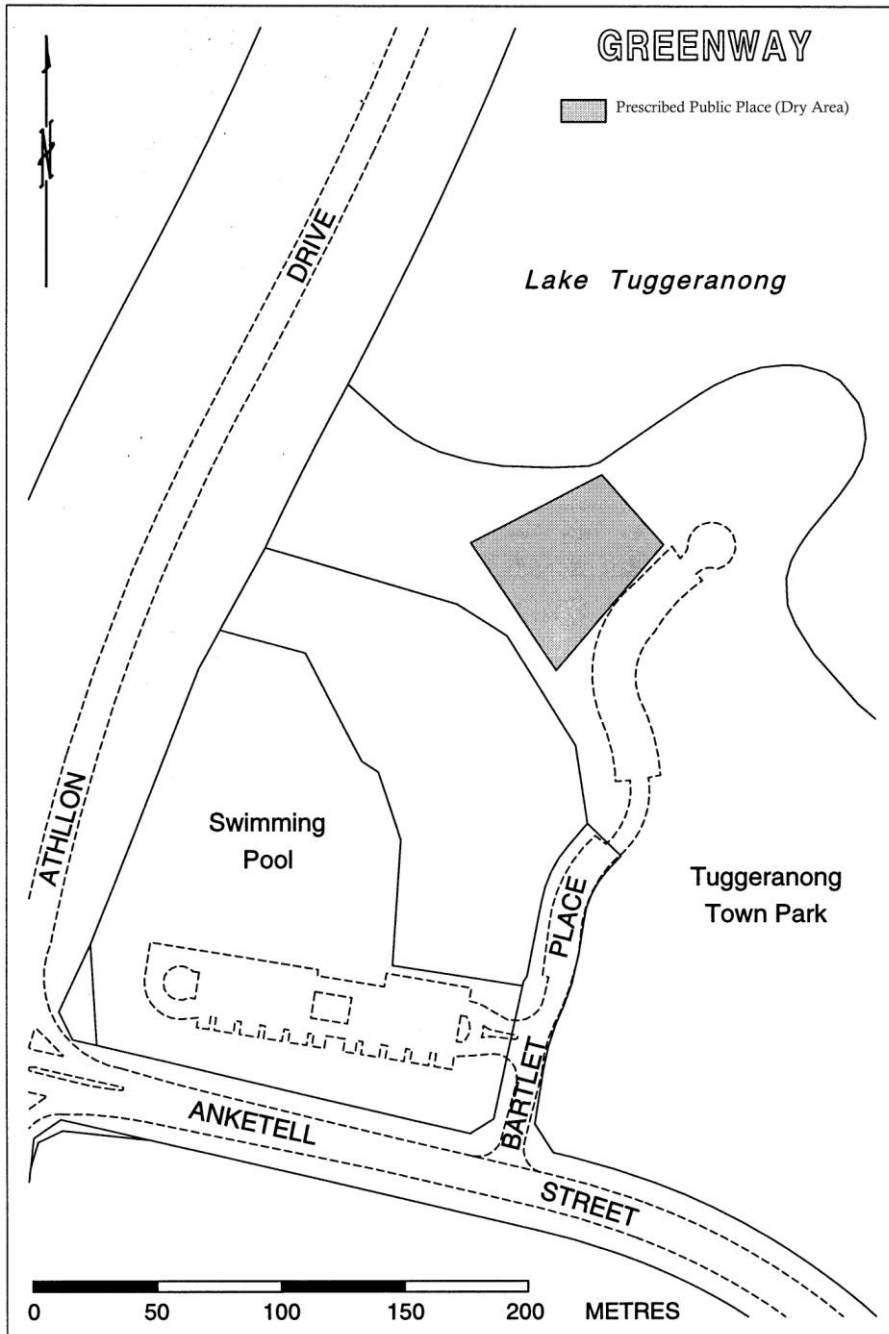 GREENWAY
Prescribed Public Place (Dry Area)
N
DRIVE
Lake Tuggeranong
ATHLLON
Swimming
Pool
PLACE
Tuggeranong
Town Park
BARTLET
ANKETELL
STREET
0 50 100 150 200 METRES